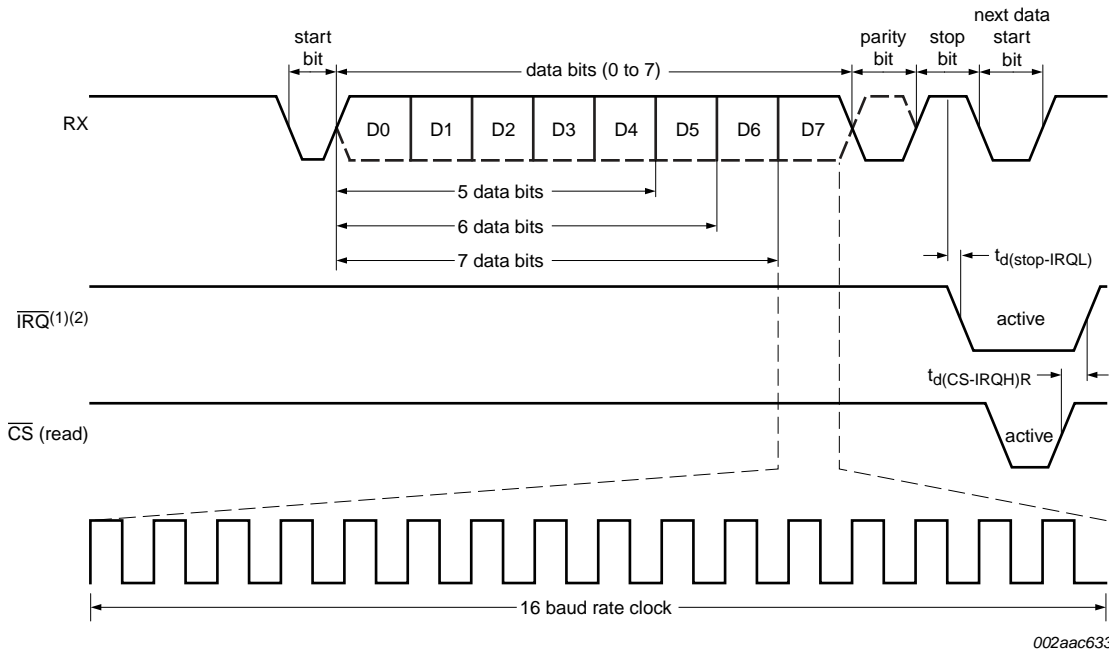 start
bit
data bits (0 to 7)
parity
bit
stop
bit
next data
start
bit
RX
D0 D1 D2 D3 D4 D5 D6 D7
5 data bits
6 data bits
7 data bits
td(stop-IRQL)
IRQ(1)(2)
active
td(CS-IRQH)R
CS (read)
active
16 baud rate clock
002aac633